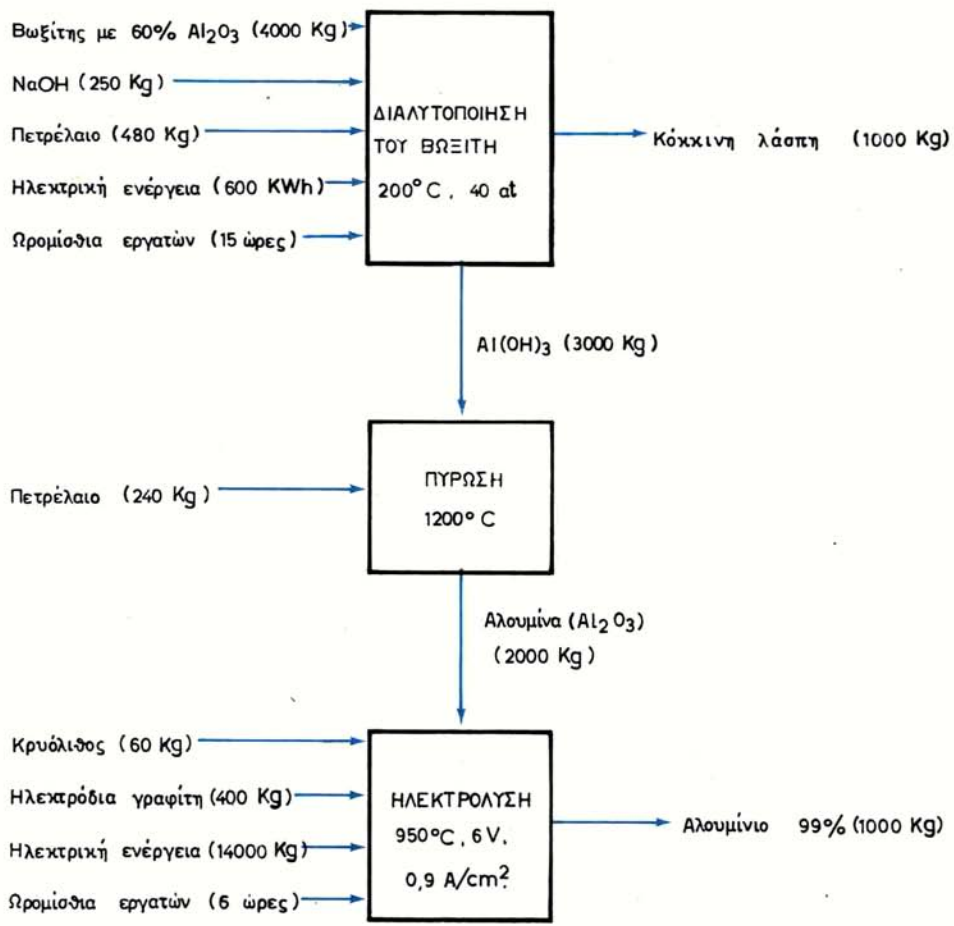 Βωξίτης με 60% Al2O3 (4000 Kg)
NaOH (250 Kg)
Πετρέλαιο (480 Kg)
Ηλεκτρική ενέργεια (600 KWh)
Ωρομίσθια εργατών (15 ώρες)
ΔΙΑΛΥΤΟΠΟΙΗΣΗ
ΤΟΥ ΒΩΞΙΤΗ
200°C, 40 at
Κόκκινη λάσπη (1000 Kg)
Al(OH)3 (3000 Kg)
Πετρέλαιο (240 Kg)
ΠΥΡΩΣΗ
1200°C
Αλουμίνα (Al2O3)
(2000 Kg)
Κρυόλιθος (60 Kg)
Ηλεκτρόδια γραφίτη (400 Kg)
Ηλεκτρική ενέργεια (14000 Kg)
Ωρομίσθια εργατών (6 ώρες)
ΗΛΕΚΤΡΟΛΥΣΗ
950°C, 6V,
0,9 A/cm².
Αλουμίνιο 99% (1000 Kg)